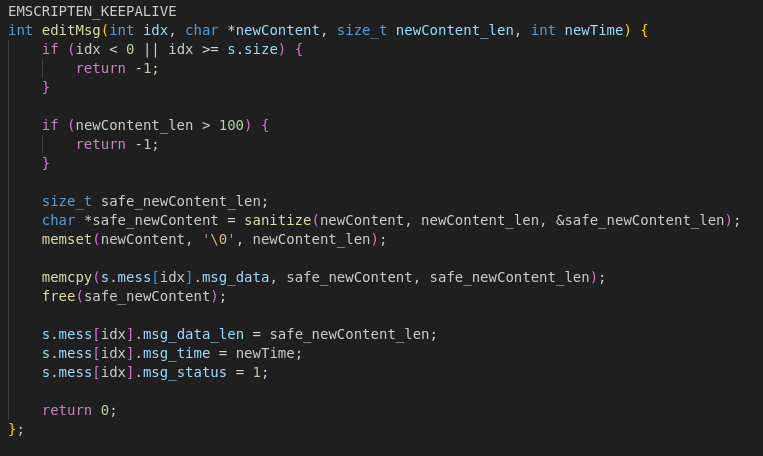 EMSCRIPTEN_KEEPALIVE
int editMsg(int idx, char *newContent, size_t newContent_len, int newTime) {
    if (idx < 0 || idx >= s.size) {
        return -1;
    }

    if (newContent_len > 100) {
        return -1;
    }

    size_t safe_newContent_len;
    char *safe_newContent = sanitize(newContent, newContent_len, &safe_newContent_len);
    memset(newContent, '\0', newContent_len);

    memcpy(s.mess[idx].msg_data, safe_newContent, safe_newContent_len);
    free(safe_newContent);

    s.mess[idx].msg_data_len = safe_newContent_len;
    s.mess[idx].msg_time = newTime;
    s.mess[idx].msg_status = 1;

    return 0;
};